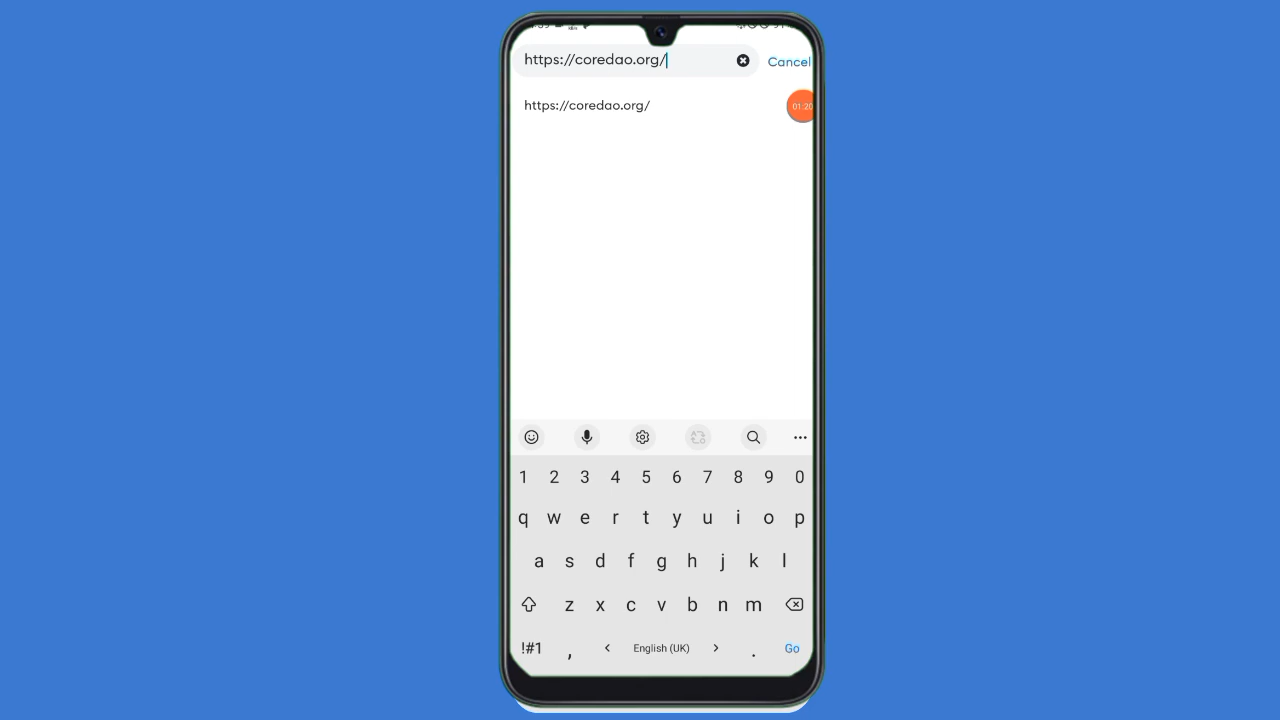 https://coredao.org/
Cancel
https://coredao.org/
01:20
1 2 3 4 5 6 7 8 9 0
q w e r t y u i o p
a s d f g h j k l
z x c v b n m
!#1 , < English (UK) > . Go